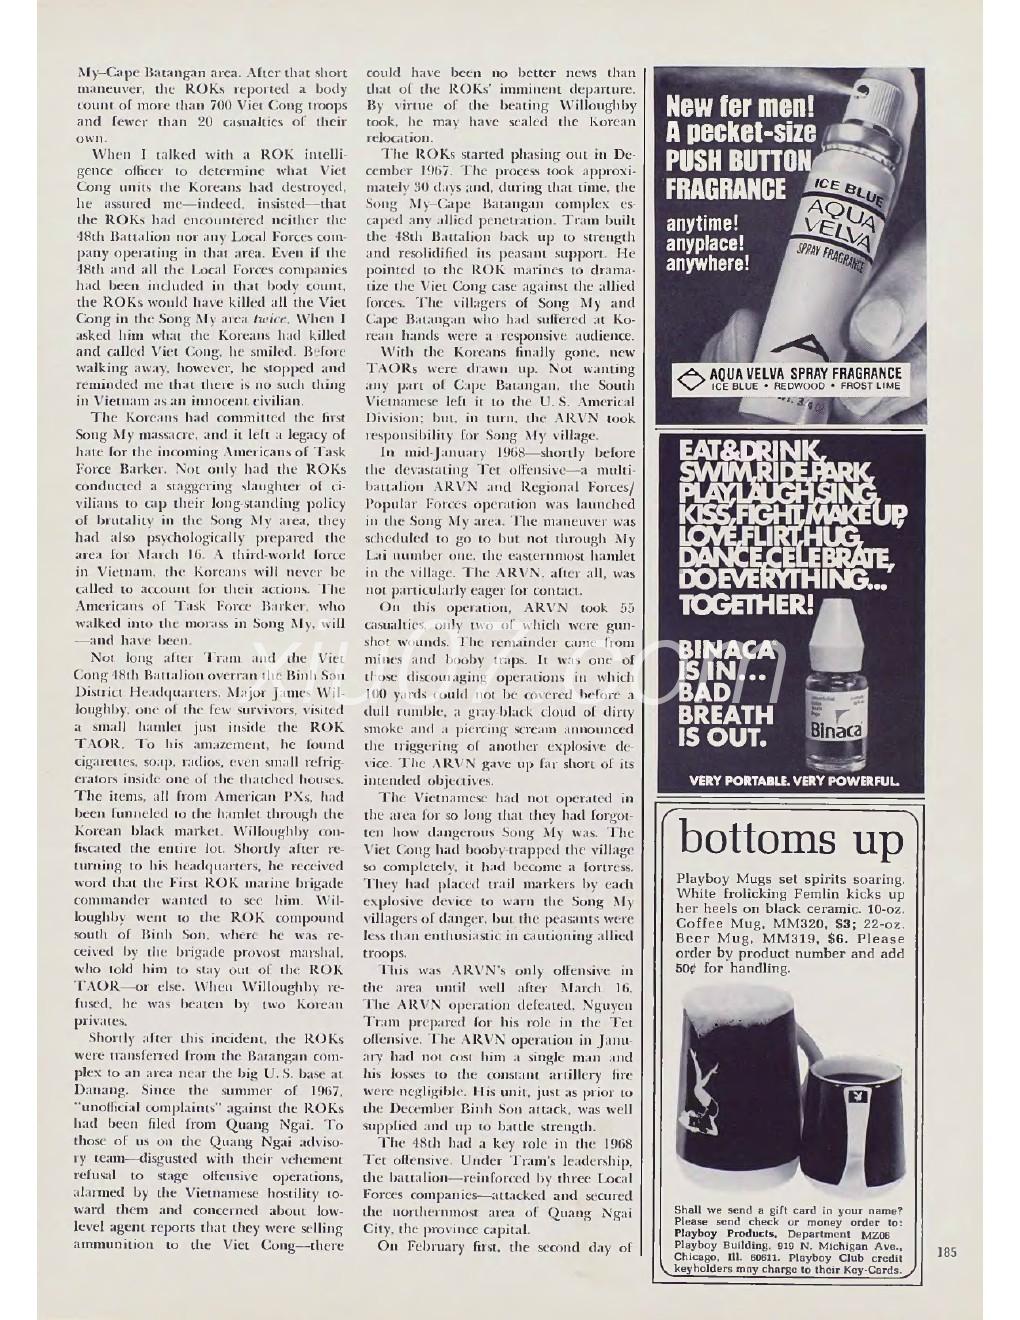 My–Cape Batangan area. After that short
maneuver, the ROKs reported a body
count of more than 700 Viet Cong troops
and fewer than 20 casualties of their
own.
When I talked with a ROK intelli-
gence officer to determine what Viet
Cong units the Koreans had destroyed,
he assured me—indeed, insisted—that
the ROKs had encountered neither the
48th Battalion nor any Local Forces com-
pany operating in that area. Even if the
48th and all the Local Forces companies
had been included in that body count,
the ROKs would have killed all the Viet
Cong in the Song My area twice. When I
asked him what the Koreans had killed
and called Viet Cong, he smiled. Before
walking away, however, he stopped and
reminded me that there is no such thing
in Vietnam as an innocent civilian.
The Koreans had committed the first
Song My massacre, and it left a legacy of
hate for the incoming Americans of Task
Force Barker. Not only had the ROKs
conducted a staggering slaughter of ci-
vilians to cap their long-standing policy
of brutality in the Song My area, they
had also psychologically prepared the
area for March 16. A third-world force
in Vietnam, the Koreans will never be
called to account for their actions. The
Americans of Task Force Barker, who
walked into the morass in Song My, will
—and have been.
Not long after Tram and the Viet
Cong 48th Battalion overran the Binh Son
District Headquarters, Major James Wil-
loughby, one of the few survivors, visited
a small hamlet just inside the ROK
TAOR. To his amazement, he found
cigarettes, soap, radios, even small refrig-
erators inside one of the thatched houses.
The items, all from American PXs, had
been funneled to the hamlet through the
Korean black market. Willoughby con-
fiscated the entire lot. Shortly after re-
turning to his headquarters, he received
word that the First ROK marine brigade
commander wanted to see him. Wil-
loughby went to the ROK compound
south of Binh Son, where he was re-
ceived by the brigade provost marshal,
who told him to stay out of the ROK
TAOR—or else. When Willoughby re-
fused, he was beaten by two Korean
privates.
Shortly after this incident, the ROKs
were transferred from the Batangan com-
plex to an area near the big U. S. base at
Danang. Since the summer of 1967,
"unofficial complaints" against the ROKs
had been filed from Quang Ngai. To
those of us on the Quang Ngai adviso-
ry team—disgusted with their vehement
refusal to stage offensive operations,
alarmed by the Vietnamese hostility to-
ward them and concerned about low-
level agent reports that they were selling
ammunition to the Viet Cong—there
could have been no better news than
that of the ROKs' imminent departure.
By virtue of the beating Willoughby
took, he may have sealed the Korean
relocation.
The ROKs started phasing out in De-
cember 1967. The process took approxi-
mately 30 days and, during that time, the
Song My–Cape Batangan complex es-
caped any allied penetration. Tram built
the 48th Battalion back up to strength
and resolidified its peasant support. He
pointed to the ROK marines to drama-
tize the Viet Cong case against the allied
forces. The villagers of Song My and
Cape Batangan who had suffered at Ko-
rean hands were a responsive audience.
With the Koreans finally gone, new
TAORs were drawn up. Not wanting
any part of Cape Batangan, the South
Vietnamese left it to the U. S. Americal
Division; but, in turn, the ARVN took
responsibility for Song My village.
In mid-January 1968—shortly before
the devastating Tet offensive—a multi-
battalion ARVN and Regional Forces/
Popular Forces operation was launched
in the Song My area. The maneuver was
scheduled to go to but not through My
Lai number one, the easternmost hamlet
in the village. The ARVN, after all, was
not particularly eager for contact.
On this operation, ARVN took 55
casualties, only two of which were gun-
shot wounds. The remainder came from
mines and booby traps. It was one of
those discouraging operations in which
100 yards could not be covered before a
dull rumble, a gray-black cloud of dirty
smoke and a piercing scream announced
the triggering of another explosive de-
vice. The ARVN gave up far short of its
intended objectives.
The Vietnamese had not operated in
the area for so long that they had forgot-
ten how dangerous Song My was. The
Viet Cong had booby-trapped the village
so completely, it had become a fortress.
They had placed trail markers by each
explosive device to warn the Song My
villagers of danger, but the peasants were
less than enthusiastic in cautioning allied
troops.
This was ARVN's only offensive in
the area until well after March 16.
The ARVN operation defeated, Nguyen
Tram prepared for his role in the Tet
offensive. The ARVN operation in Janu-
ary had not cost him a single man and
his losses to the constant artillery fire
were negligible. His unit, just as prior to
the December Binh Son attack, was well
supplied and up to battle strength.
The 48th had a key role in the 1968
Tet offensive. Under Tram's leadership,
the battalion—reinforced by three Local
Forces companies—attacked and secured
the northernmost area of Quang Ngai
City, the province capital.
On February first, the second day of
New fer men!
A pecket-size
PUSH BUTTON
FRAGRANCE
anytime!
anyplace!
anywhere!
ICE BLUE
AQUA
VELVA
SPRAY FRAGRANCE
AQUA VELVA SPRAY FRAGRANCE
ICE BLUE • REDWOOD • FROST LIME
EAT&DRINK,
SWIM,RIDE,PARK,
PLAY,LAUGH,SING,
KISS,FIGHT,MAKE UP,
LOVE,FLIRT,HUG,
DANCE,CELEBRATE,
DO EVERYTHING...
TOGETHER!
BINACA®
IS IN...
BAD
BREATH
IS OUT.
Binaca
VERY PORTABLE. VERY POWERFUL.
bottoms up
Playboy Mugs set spirits soaring.
White frolicking Femlin kicks up
her heels on black ceramic. 10-oz.
Coffee Mug, MM320, $3; 22-oz.
Beer Mug, MM319, $6. Please
order by product number and add
50¢ for handling.
Shall we send a gift card in your name?
Please send check or money order to:
Playboy Products, Department MZ06
Playboy Building, 919 N. Michigan Ave.,
Chicago, Ill. 60611. Playboy Club credit
keyholders may charge to their Key-Cards.
185